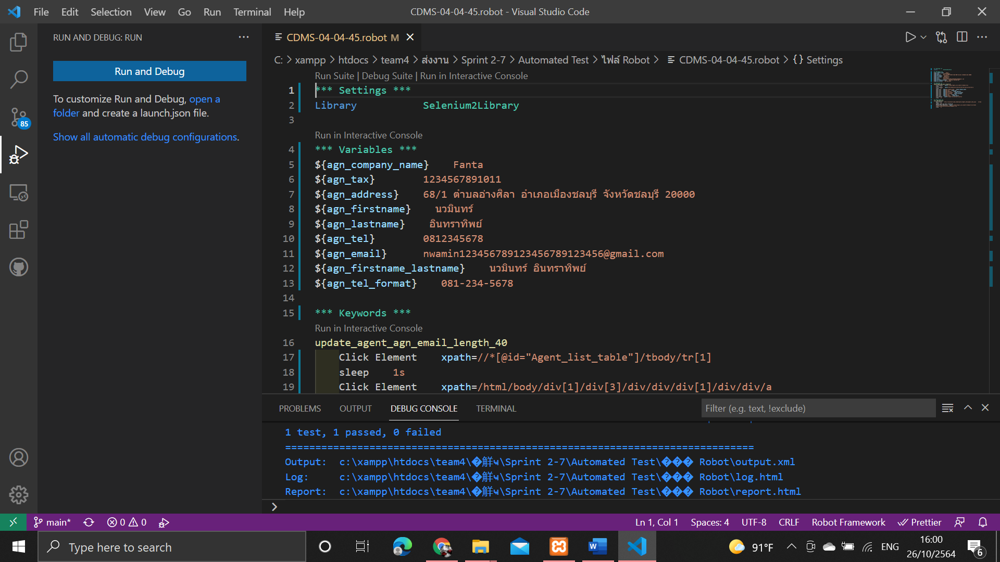 File Edit Selection View Go Run Terminal Help
CDMS-04-04-45.robot - Visual Studio Code
RUN AND DEBUG: RUN
CDMS-04-04-45.robot M
C: > xampp > htdocs > team4 > ส่งงาน > Sprint 2-7 > Automated Test > ไฟล์ Robot > CDMS-04-04-45.robot > {} Settings
Run and Debug
To customize Run and Debug, open a
folder and create a launch.json file.
Show all automatic debug configurations.
85
Run Suite | Debug Suite | Run in Interactive Console
1 *** Settings ***
2 Library Selenium2Library
3
Run in Interactive Console
4 *** Variables ***
5 ${agn_company_name} Fanta
6 ${agn_tax} 1234567891011
7 ${agn_address} 68/1 ตำบลอ่างศิลา อำเภอเมืองชลบุรี จังหวัดชลบุรี 20000
8 ${agn_firstname} นวมินทร์
9 ${agn_lastname} อินทราทิพย์
10 ${agn_tel} 0812345678
11 ${agn_email} nwamin123456789123456789123456@gmail.com
12 ${agn_firstname_lastname} นวมินทร์ อินทราทิพย์
13 ${agn_tel_format} 081-234-5678
14
15 *** Keywords ***
Run in Interactive Console
16 update_agent_agn_email_length_40
17 Click Element xpath=//*[@id="Agent_list_table"]/tbody/tr[1]
18 sleep 1s
19 Click Element xpath=/html/body/div[1]/div[3]/div/div/div[1]/div/div/a
PROBLEMS OUTPUT DEBUG CONSOLE TERMINAL
Filter (e.g. text, !exclude)
1 test, 1 passed, 0 failed
==============================================================================
Output: c:\xampp\htdocs\team4\�觧ҹ\Sprint 2-7\Automated Test\��� Robot\output.xml
Log: c:\xampp\htdocs\team4\�觧ҹ\Sprint 2-7\Automated Test\��� Robot\log.html
Report: c:\xampp\htdocs\team4\�觧ҹ\Sprint 2-7\Automated Test\��� Robot\report.html
main* 0 0
Ln 1, Col 1 Spaces: 4 UTF-8 CRLF Robot Framework Prettier
Type here to search
91°F ENG
16:00
26/10/2564
6